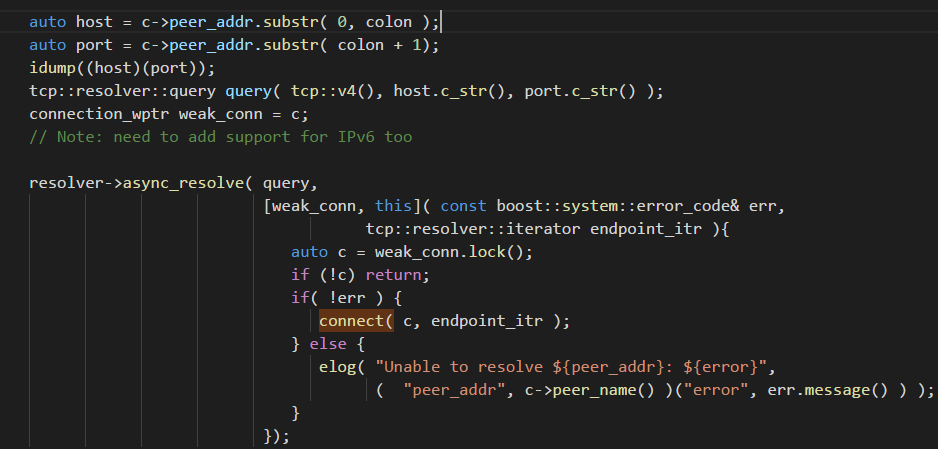 auto host = c->peer_addr.substr( 0, colon );
auto port = c->peer_addr.substr( colon + 1);
idump((host)(port));
tcp::resolver::query query( tcp::v4(), host.c_str(), port.c_str() );
connection_wptr weak_conn = c;
// Note: need to add support for IPv6 too
resolver->async_resolve( query,
[weak_conn, this]( const boost::system::error_code& err,
tcp::resolver::iterator endpoint_itr ){
auto c = weak_conn.lock();
if (!c) return;
if( !err ) {
connect( c, endpoint_itr );
} else {
elog( "Unable to resolve ${peer_addr}: ${error}",
(  "peer_addr", c->peer_name() )("error", err.message() ) );
}
});